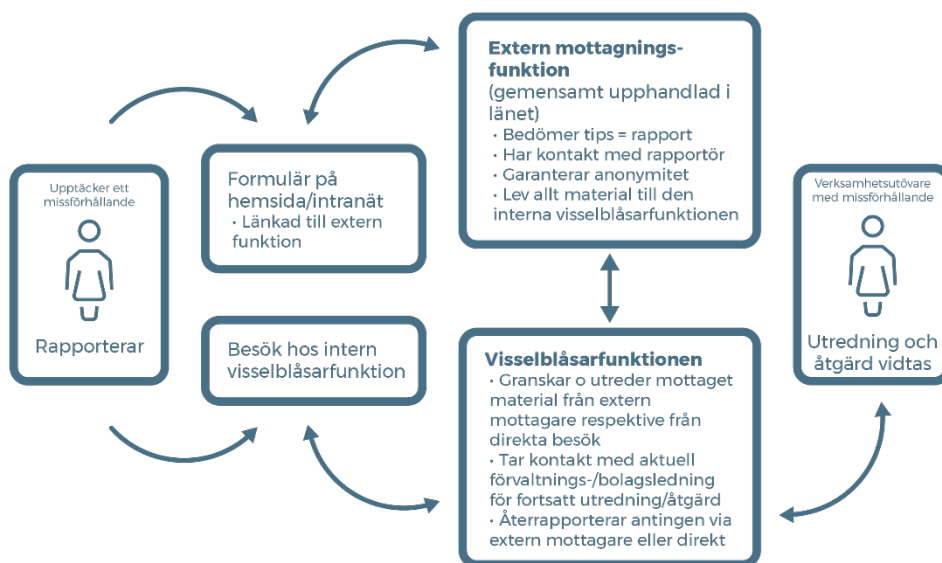 Upptäcker ett
missförhållande
Rapporterar
Formulär på
hemsida/intranät
· Länkad till extern
funktion
Besök hos intern
visselblåsarfunktion
Extern mottagnings-
funktion
(gemensamt upphandlad i
länet)
· Bedömer tips = rapport
· Har kontakt med rapportör
· Garanterar anonymitet
· Lev allt material till den
interna visselblåsarfunktionen
Visselblåsarfunktionen
· Granskar o utreder mottaget
material från extern
mottagare respektive från
direkta besök
· Tar kontakt med aktuell
förvaltnings-/bolagsledning
för fortsatt utredning/åtgärd
· Återrapporterar antingen via
extern mottagare eller direkt
Verksamhetsutövare
med missförhållande
Utredning och
åtgärd vidtas